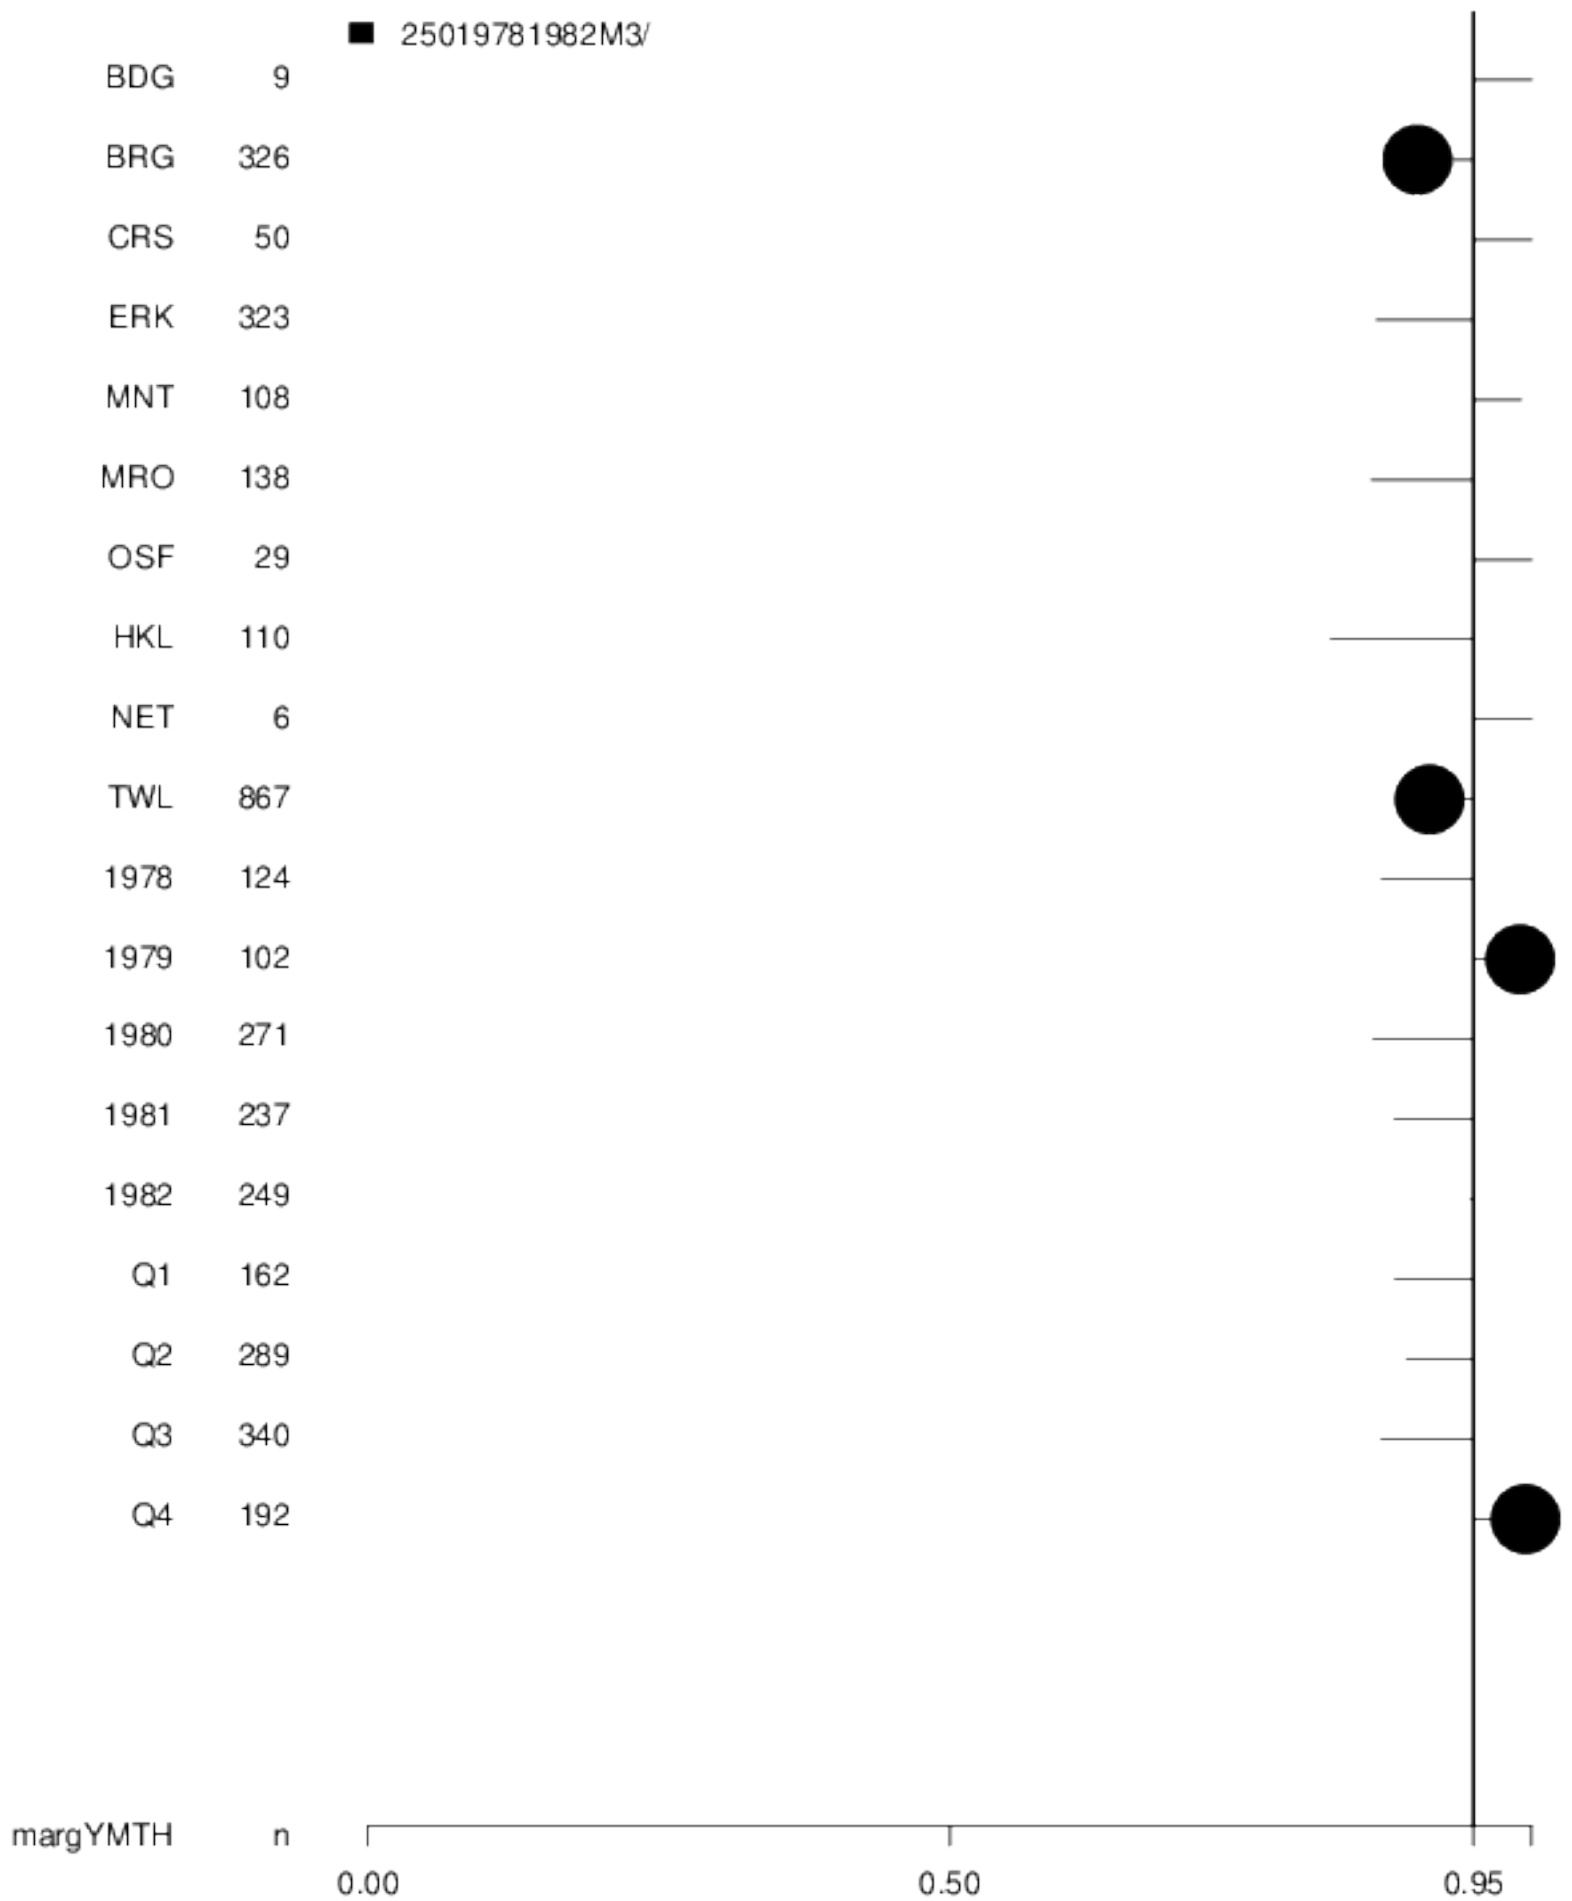 25019781982M3/
BDG 9
BRG 326
CRS 50
ERK 323
MNT 108
MRO 138
OSF 29
HKL 110
NET 6
TWL 867
1978 124
1979 102
1980 271
1981 237
1982 249
Q1 162
Q2 289
Q3 340
Q4 192
margYMTH n
0.00 0.50 0.95